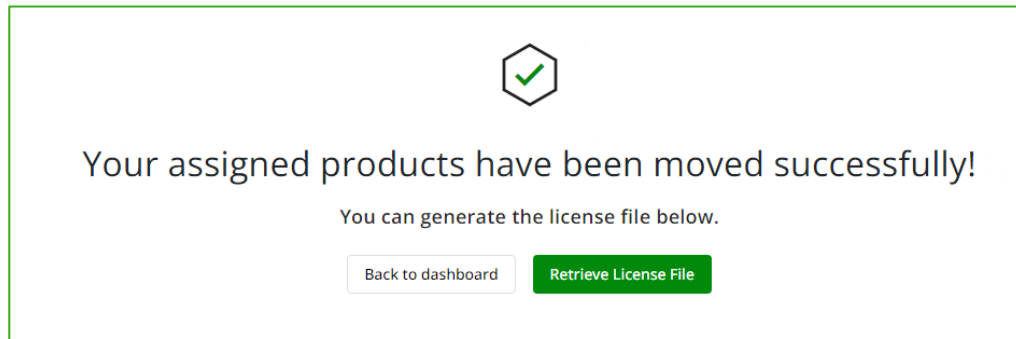 Your assigned products have been moved successfully!
You can generate the license file below.
Back to dashboard
Retrieve License File